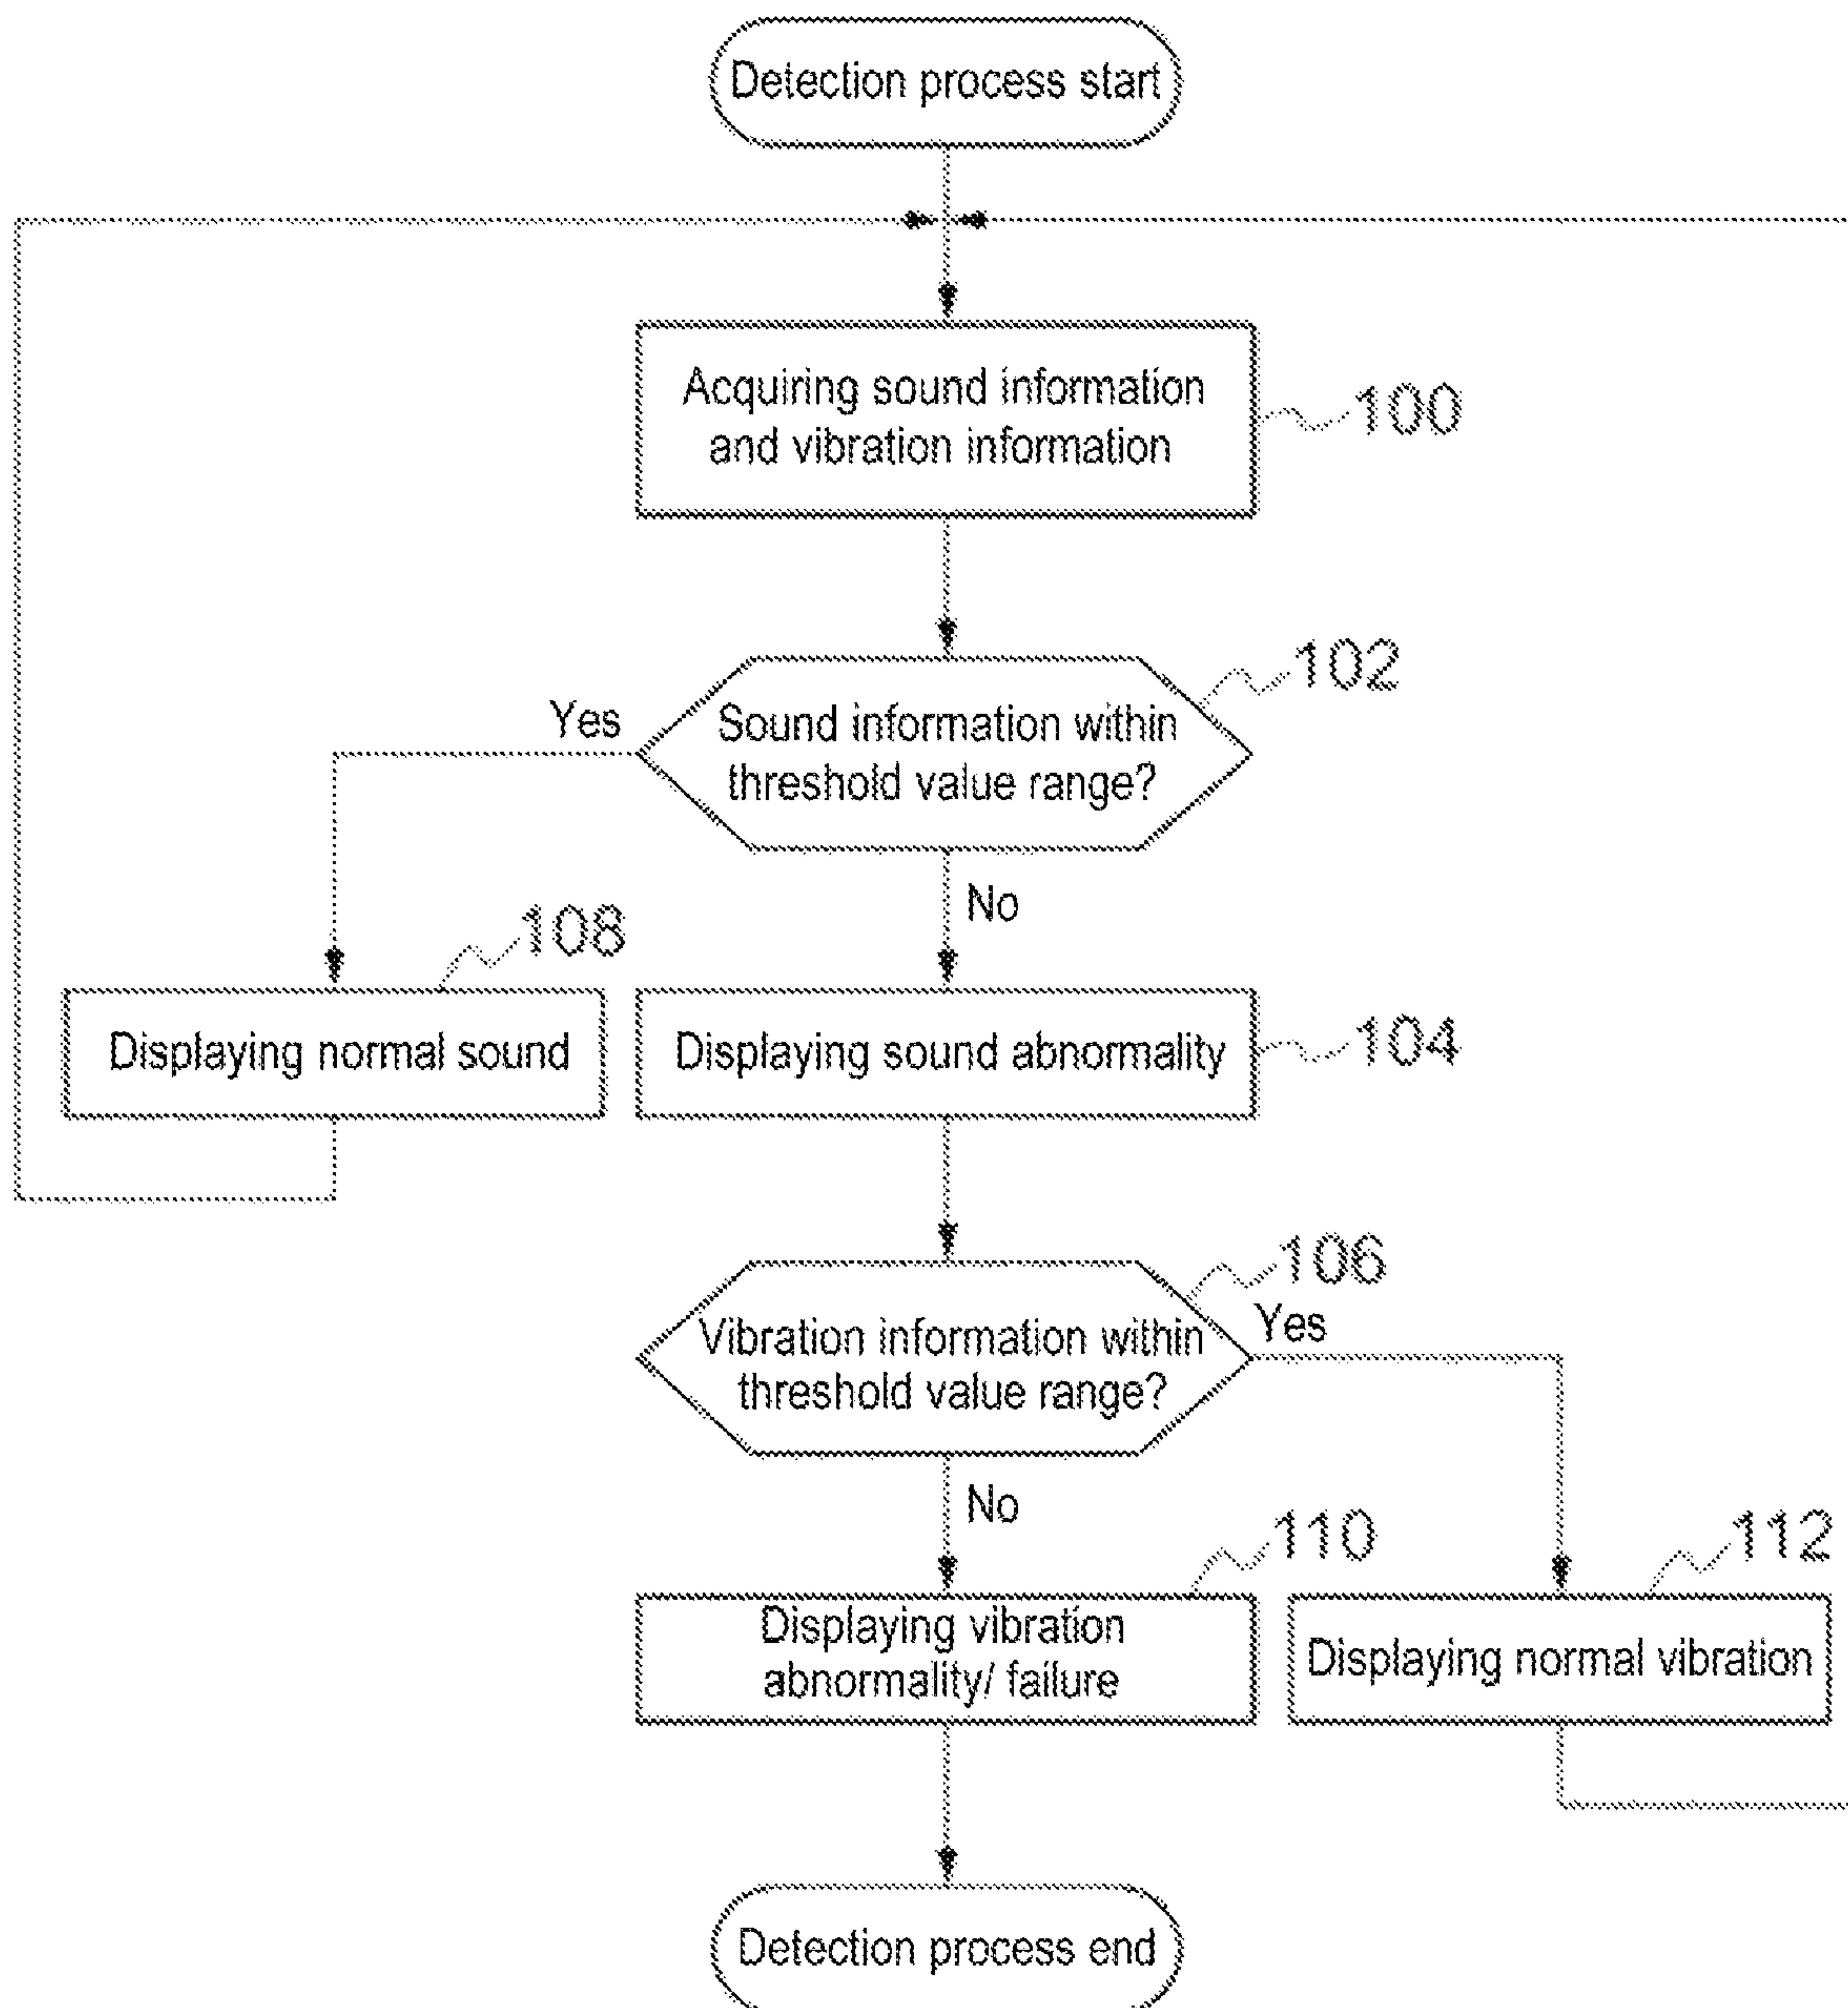 Detection process start
Acquiring sound information
and vibration information
100
102
Yes
Sound information within
threshold value range?
No
108
Displaying normal sound
Displaying sound abnormality
104
106
Yes
Vibration information within
threshold value range?
No
110
112
Displaying vibration
abnormality/ failure
Displaying normal vibration
Detection process end